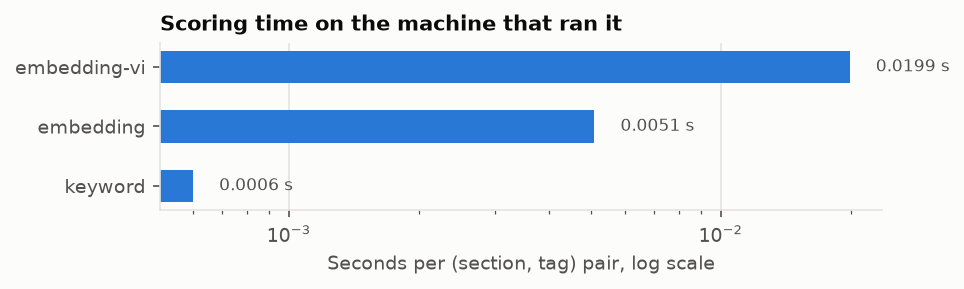 Scoring time on the machine that ran it
embedding-vi
0.0199 s
embedding
0.0051 s
keyword
0.0006 s
10⁻³
10⁻²
Seconds per (section, tag) pair, log scale